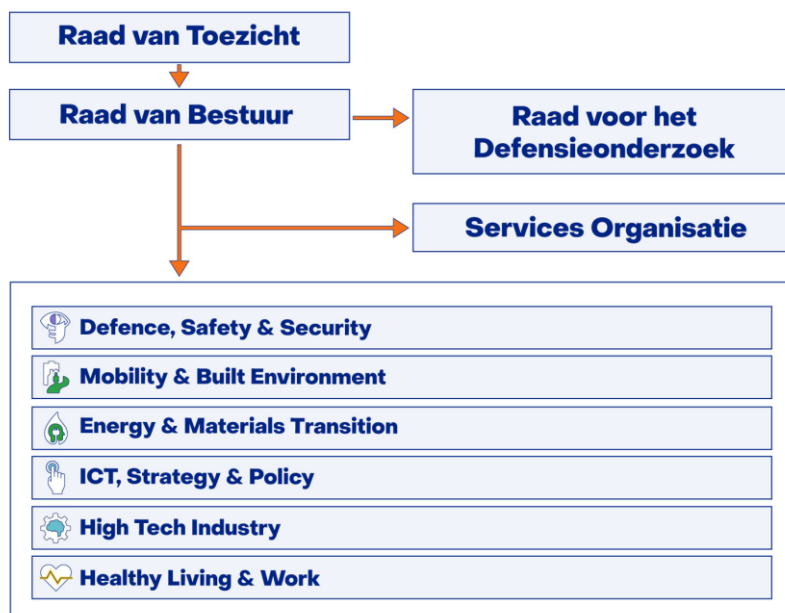 Raad van Toezicht
Raad van Bestuur
Raad voor het
Defensieonderzoek
Services Organisatie
Defence, Safety & Security
Mobility & Built Environment
Energy & Materials Transition
ICT, Strategy & Policy
High Tech Industry
Healthy Living & Work